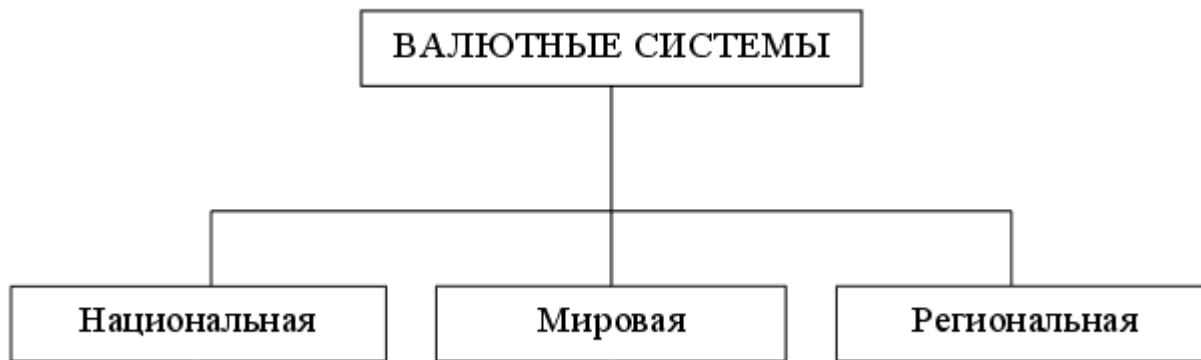 ВАЛЮТНЫЕ СИСТЕМЫ
Национальная
Мировая
Региональная